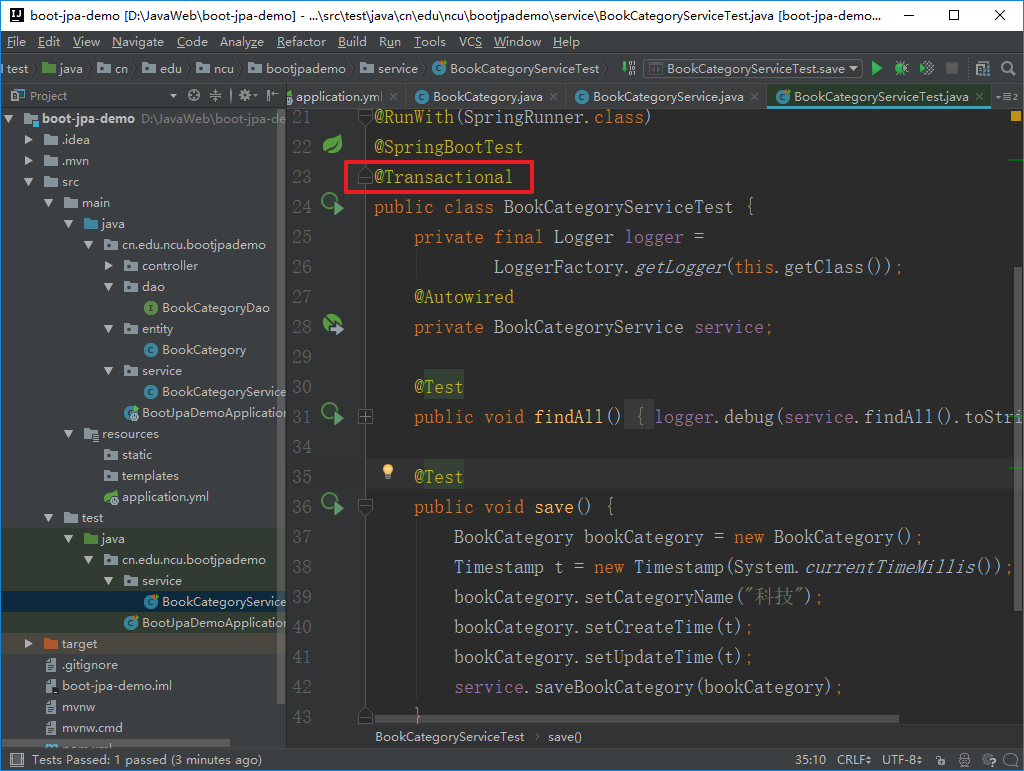 boot-jpa-demo [D:\JavaWeb\boot-jpa-demo] - ...\src\test\java\cn\edu\ncu\bootjpademo\service\BookCategoryServiceTest.java [boot-jpa-demo...
File Edit View Navigate Code Analyze Refactor Build Run Tools VCS Window Help
test java cn edu ncu bootjpademo service BookCategoryServiceTest BookCategoryServiceTest.save
Project
application.yml BookCategory.java BookCategoryService.java BookCategoryServiceTest.java 2
boot-jpa-demo D:\JavaWeb\boot-jpa-de
.idea
.mvn
src
main
java
cn.edu.ncu.bootjpademo
controller
dao
BookCategoryDao
entity
BookCategory
service
BookCategoryService
BootJpaDemoApplication
resources
static
templates
application.yml
test
java
cn.edu.ncu.bootjpademo
service
BookCategoryService
BootJpaDemoApplication
target
.gitignore
boot-jpa-demo.iml
mvnw
mvnw.cmd
21 @RunWith(SpringRunner.class)
22 @SpringBootTest
23 @Transactional
24 public class BookCategoryServiceTest {
25 private final Logger logger =
26 LoggerFactory.getLogger(this.getClass());
27 @Autowired
28 private BookCategoryService service;
29
30 @Test
31 public void findAll() { logger.debug(service.findAll().toStri
34
35 @Test
36 public void save() {
37 BookCategory bookCategory = new BookCategory();
38 Timestamp t = new Timestamp(System.currentTimeMillis());
39 bookCategory.setCategoryName("科技");
40 bookCategory.setCreateTime(t);
41 bookCategory.setUpdateTime(t);
42 service.saveBookCategory(bookCategory);
43 }
BookCategoryServiceTest save()
Tests Passed: 1 passed (3 minutes ago) 35:10 CRLF UTF-8